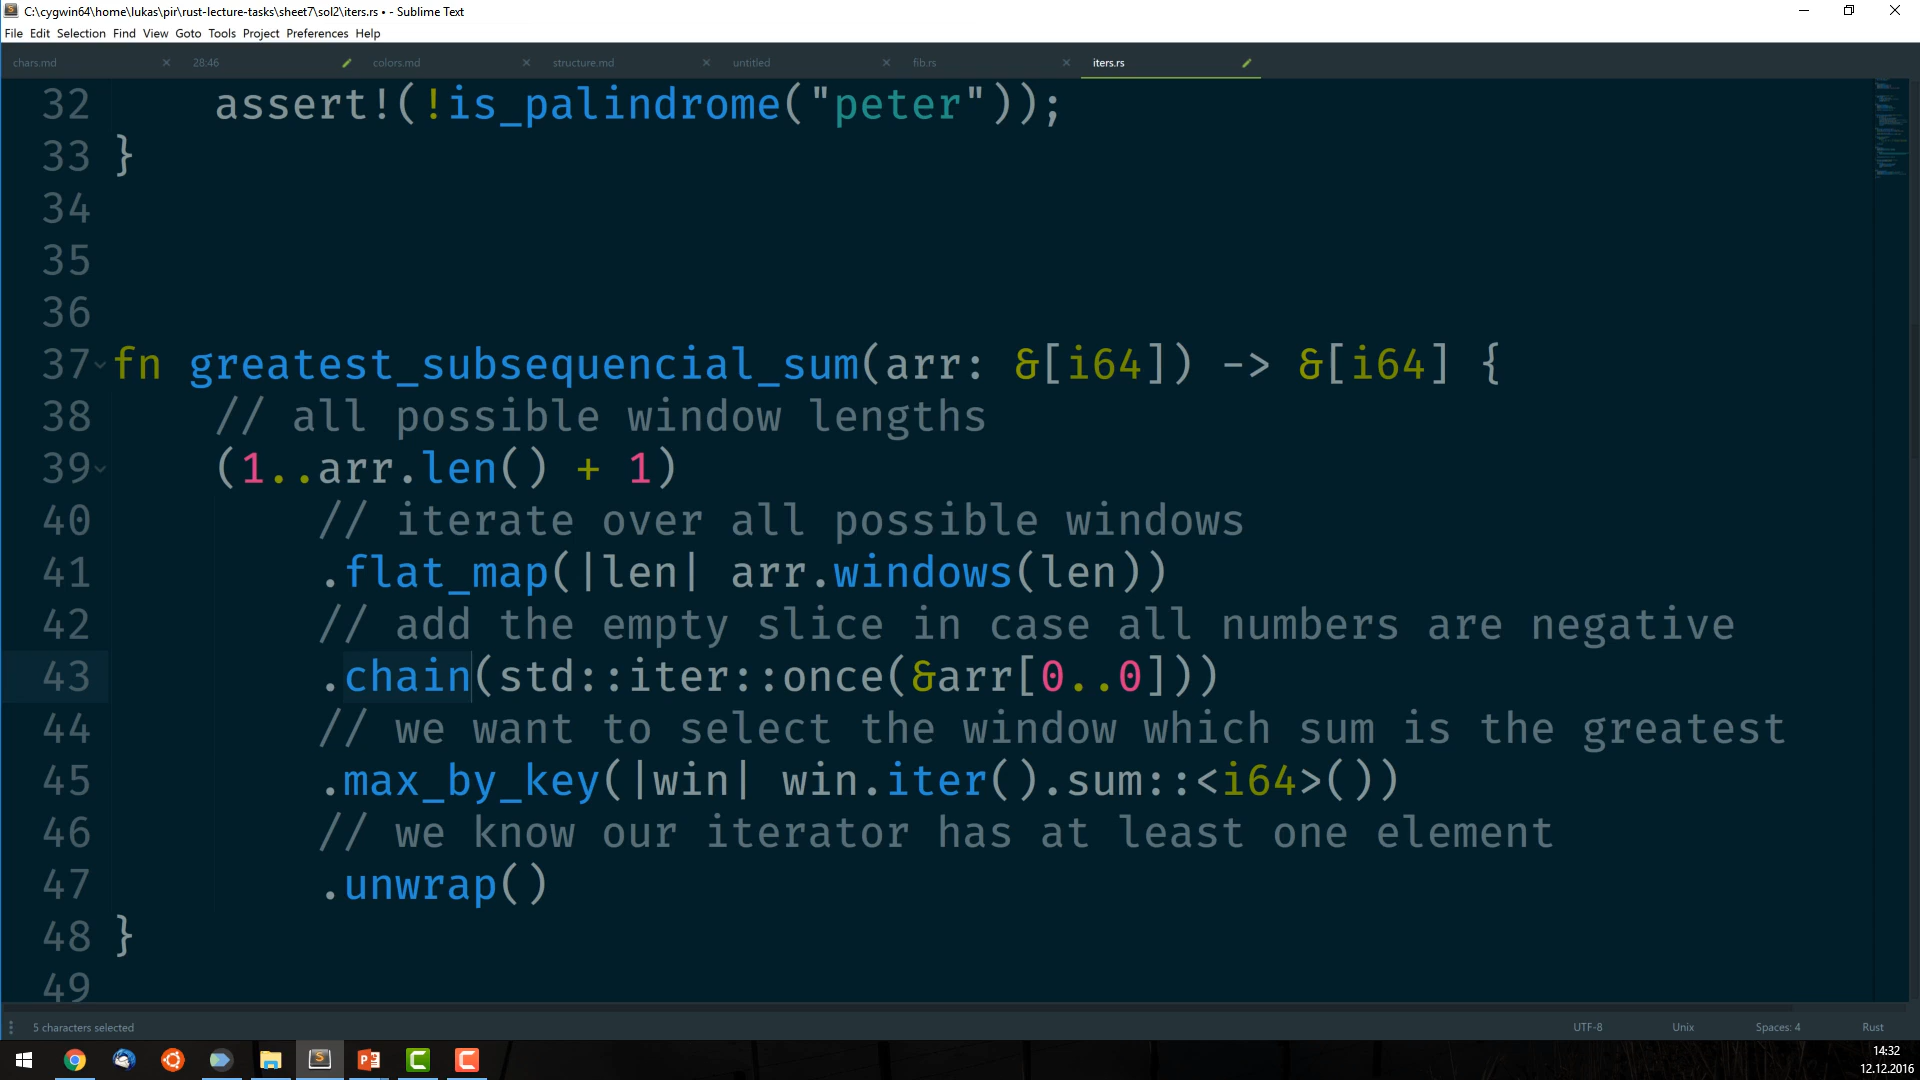 C:\cygwin64\home\lukas\pir\rust-lecture-tasks\sheet7\sol2\iters.rs • - Sublime Text
File Edit Selection Find View Goto Tools Project Preferences Help
chars.md 28:46 colors.md structure.md untitled fib.rs iters.rs
32 assert!(!is_palindrome("peter"));
33 }
34
35
36
37 fn greatest_subsequencial_sum(arr: &[i64]) -> &[i64] {
38 // all possible window lengths
39 (1..arr.len() + 1)
40 // iterate over all possible windows
41 .flat_map(|len| arr.windows(len))
42 // add the empty slice in case all numbers are negative
43 .chain(std::iter::once(&arr[0..0]))
44 // we want to select the window which sum is the greatest
45 .max_by_key(|win| win.iter().sum::<i64>())
46 // we know our iterator has at least one element
47 .unwrap()
48 }
49
5 characters selected UTF-8 Unix Spaces: 4 Rust
14:32
12.12.2016